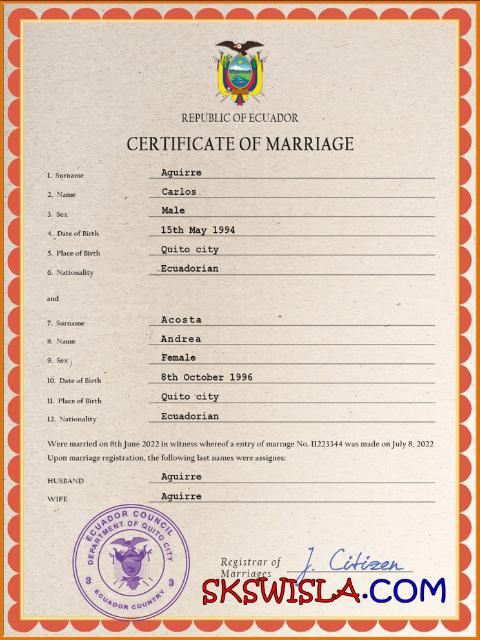 REPUBLIC OF ECUADOR
CERTIFICATE OF MARRIAGE
1. Surname Aguirre
2. Name Carlos
3. Sex Male
4. Date of Birth 15th May 1994
5. Place of Birth Quito city
6. Nationality Ecuadorian
and
7. Surname Acosta
8. Name Andrea
9. Sex Female
10. Date of Birth 8th October 1996
11. Place of Birth Quito city
12. Nationality Ecuadorian
Were married on 8th June 2022 in witness whereof a entry of marrage No. II223344 was made on July 8, 2022
Upon marriage registration, the following last names were assignes:
HUSBAND Aguirre
WIFE Aguirre
ECUADOR COUNCIL
DEPARTMENT OF QUITO CITY
3 3
ECUADOR COUNTRY
Registrar of
Marriages J. Citizen
SKSWISLA.COM